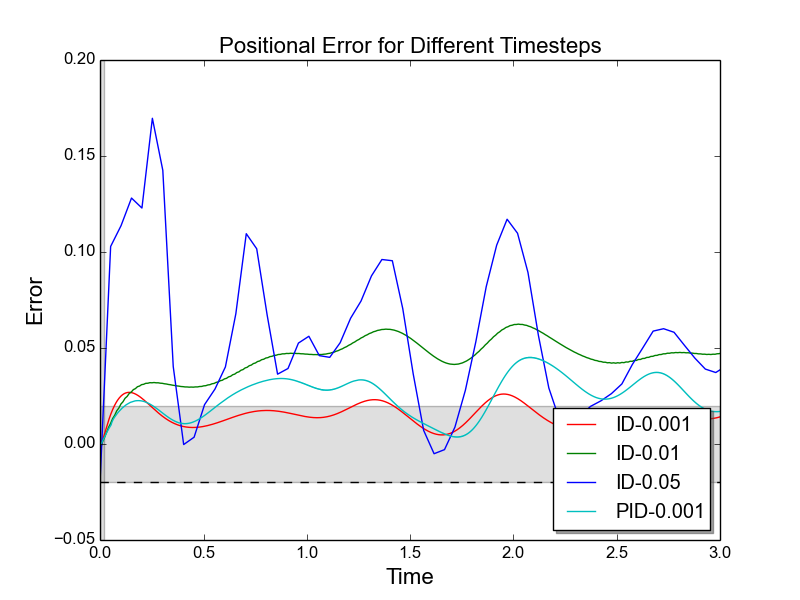 Positional Error for Different Timesteps
0.20
0.15
0.10
0.05
0.00
−0.05
Error
ID-0.001
ID-0.01
ID-0.05
PID-0.001
0.0 0.5 1.0 1.5 2.0 2.5 3.0
Time